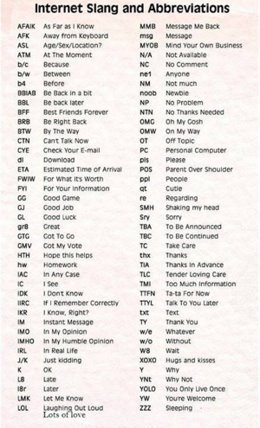 Internet Slang and Abbreviations
AFAIK As Far as I Know
AFK Away from Keyboard
ASL Age/Sex/Location?
ATM At The Moment
b/c Because
b/w Between
b4 Before
BBIAB Be Back in a bit
BBL Be back later
BFF Best Friends Forever
BRB Be Right Back
BTW By The Way
CTN Can't Talk Now
CYE Check Your E-mail
dl Download
ETA Estimated Time of Arrival
FWIW For What It's Worth
FYI For Your Information
GG Good Game
GJ Good Job
GL Good Luck
gr8 Great
GTG Got To Go
GMV Got My Vote
HTH Hope this helps
hw Homework
IAC In Any Case
IC I See
IDK I Don't Know
IIRC If I Remember Correctly
IKR I Know, Right?
IM Instant Message
IMO In My Opinion
IMHO In My Humble Opinion
IRL In Real Life
J/K Just kidding
K OK
L8 Late
l8r Later
LMK Let Me Know
LOL Laughing Out Loud
Lots of love
MMB Message Me Back
msg Message
MYOB Mind Your Own Business
N/A Not Available
NC No Comment
ne1 Anyone
NM Not much
noob Newbie
NP No Problem
NTN No Thanks Needed
OMG Oh My Gosh
OMW On My Way
OT Off Topic
PC Personal Computer
pls Please
POS Parent Over Shoulder
ppl People
qt Cutie
re Regarding
SMH Shaking my head
Sry Sorry
TBA To Be Announced
TBC To Be Continued
TC Take Care
thx Thanks
TIA Thanks In Advance
TLC Tender Loving Care
TMI Too Much Information
TTFN Ta-ta For Now
TTYL Talk To You Later
txt Text
TY Thank You
w/e Whatever
w/o Without
W8 Wait
XOXO Hugs and kisses
Y Why
YNt Why Not
YOLO You Only Live Once
YW You're Welcome
ZZZ Sleeping